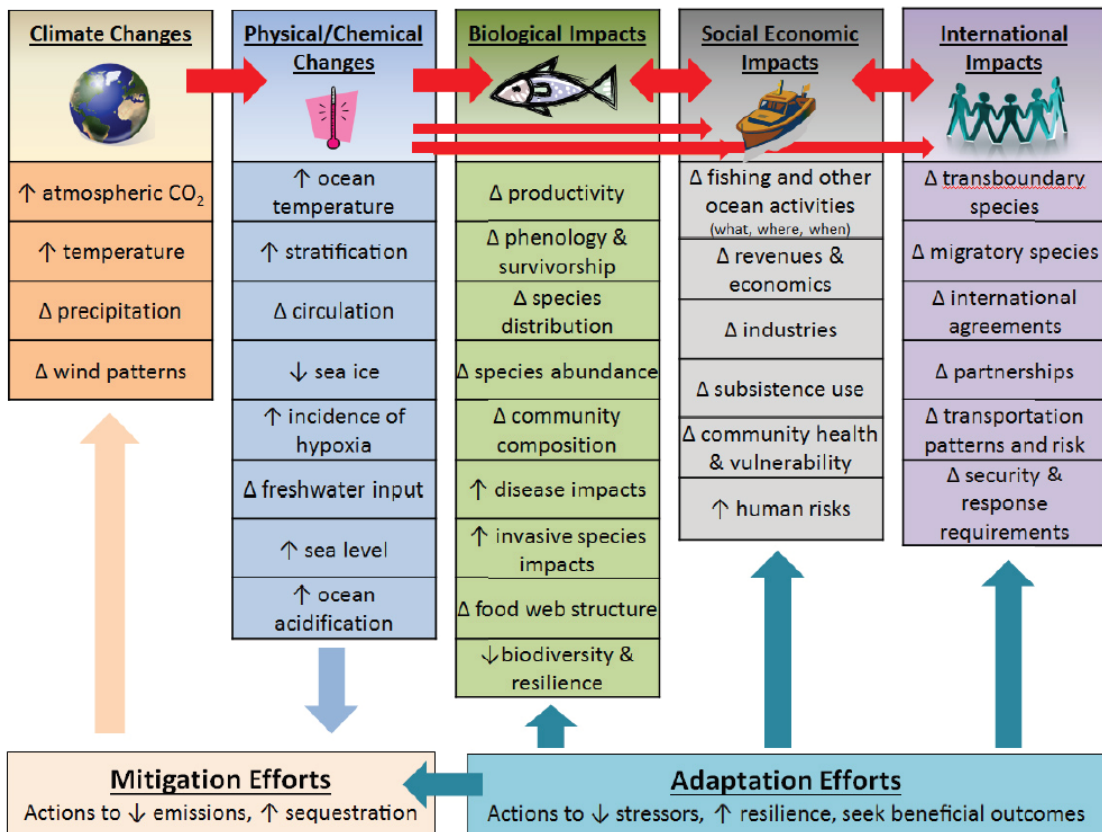 Climate Changes
↑ atmospheric CO₂
↑ temperature
Δ precipitation
Δ wind patterns
Physical/Chemical
Changes
↑ ocean
temperature
↑ stratification
Δ circulation
↓ sea ice
↑ incidence of
hypoxia
Δ freshwater input
↑ sea level
↑ ocean
acidification
Biological Impacts
Δ productivity
Δ phenology &
survivorship
Δ species
distribution
Δ species abundance
Δ community
composition
↑ disease impacts
↑ invasive species
impacts
Δ food web structure
↓ biodiversity &
resilience
Social Economic
Impacts
Δ fishing and other
ocean activities
(what, where, when)
Δ revenues &
economics
Δ industries
Δ subsistence use
Δ community health
& vulnerability
↑ human risks
International
Impacts
Δ transboundary
species
Δ migratory species
Δ international
agreements
Δ partnerships
Δ transportation
patterns and risk
Δ security &
response
requirements
Mitigation Efforts
Actions to ↓ emissions, ↑ sequestration
Adaptation Efforts
Actions to ↓ stressors, ↑ resilience, seek beneficial outcomes